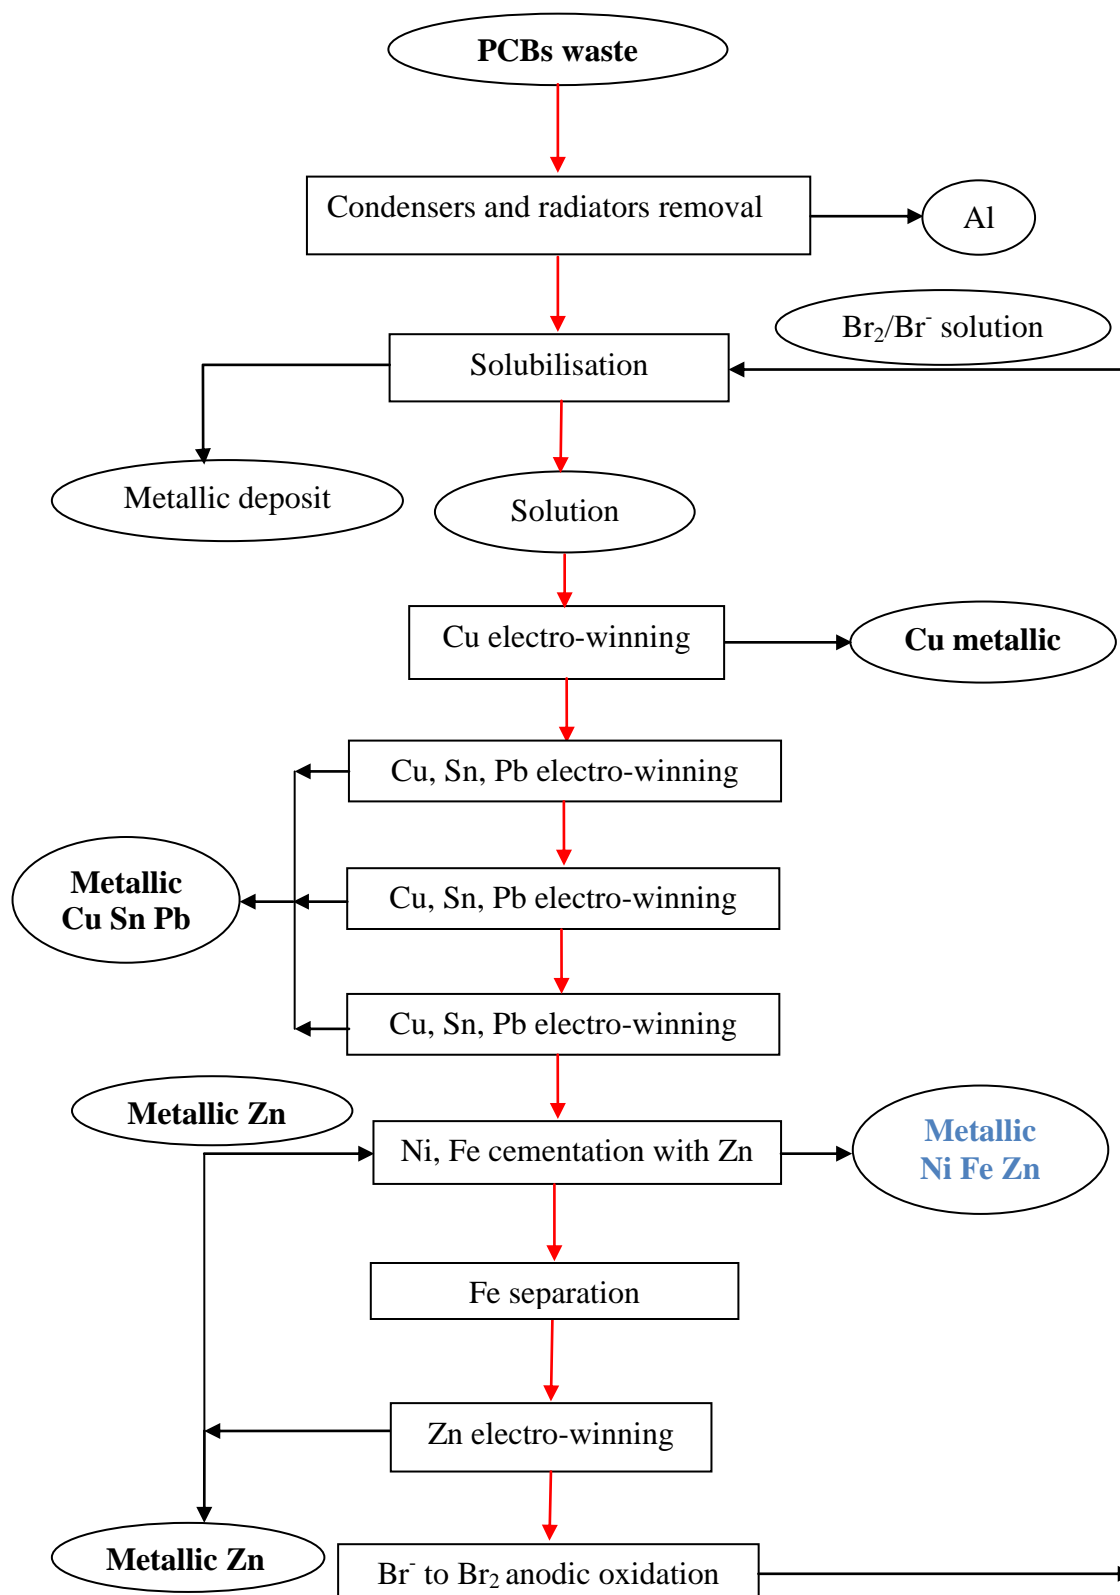 PCBs waste
Condensers and radiators removal
Al
Br₂/Br⁻ solution
Solubilisation
Metallic deposit
Solution
Cu electro-winning
Cu metallic
Cu, Sn, Pb electro-winning
Metallic
Cu Sn Pb
Cu, Sn, Pb electro-winning
Cu, Sn, Pb electro-winning
Metallic Zn
Ni, Fe cementation with Zn
Metallic
Ni Fe Zn
Fe separation
Zn electro-winning
Metallic Zn
Br⁻ to Br₂ anodic oxidation